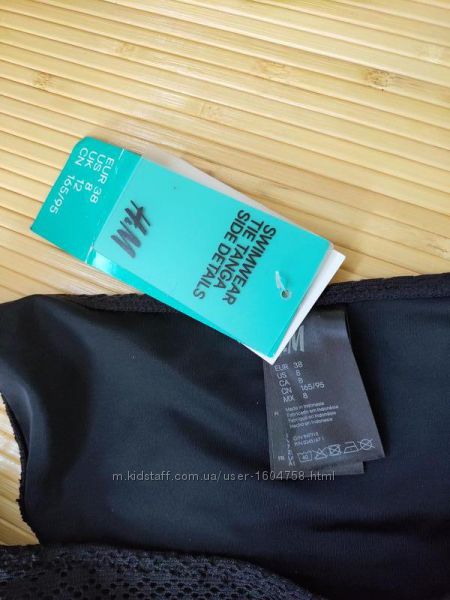 EUR 38
US 8
UK 12
CN 165/95
H&M
SWIMWEAR
TIE TANGA
SIDE DETAILS
H&M
EUR 38
US 8
CA 8
CN 165/95
MX 8
Made in Indonesia
m.kidstaff.com.ua/user-1604758.html